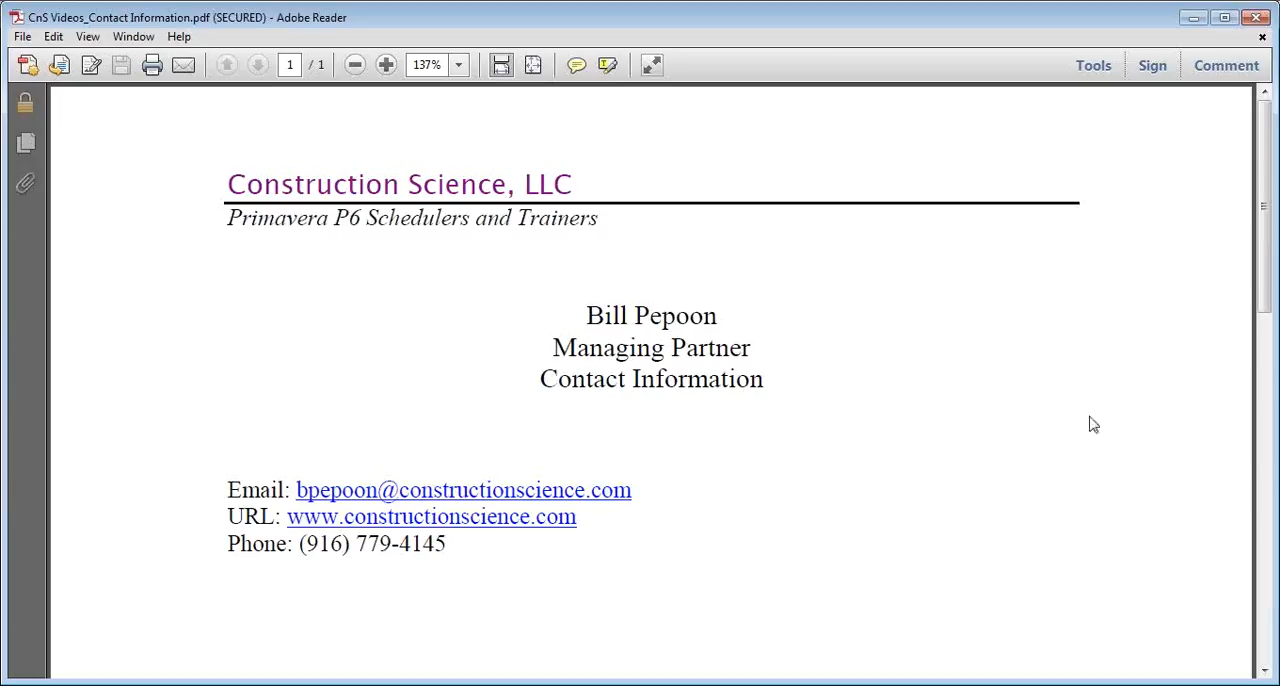 CnS Videos_Contact Information.pdf (SECURED) - Adobe Reader
File Edit View Window Help
1 / 1 137% Tools Sign Comment
Construction Science, LLC
Primavera P6 Schedulers and Trainers
Bill Pepoon
Managing Partner
Contact Information
Email: bpepoon@constructionscience.com
URL: www.constructionscience.com
Phone: (916) 779-4145